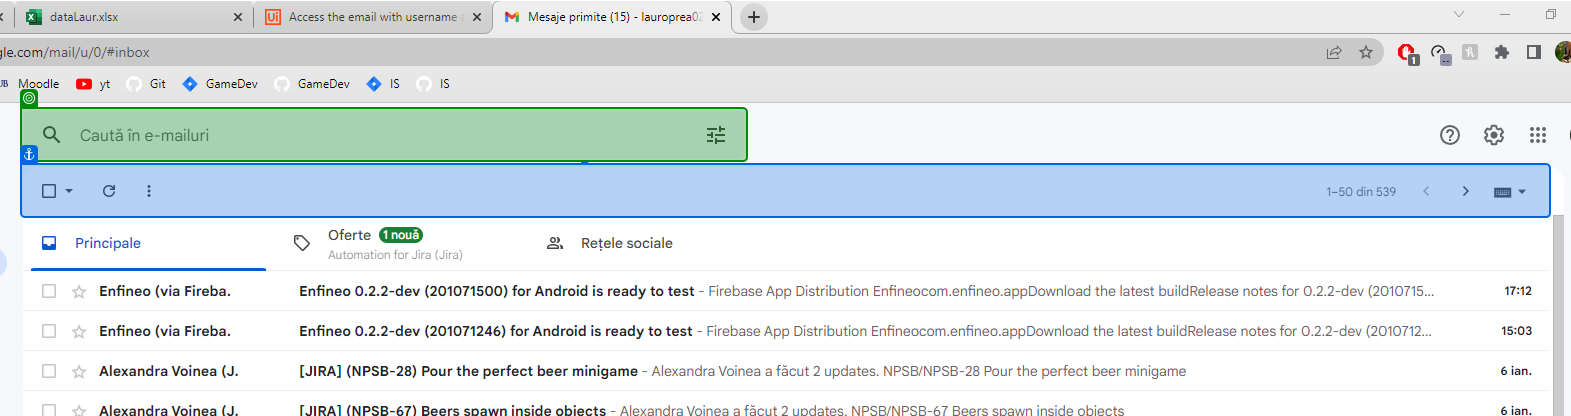 dataLaur.xlsx
Access the email with username
Mesaje primite (15) - lauroprea02
gle.com/mail/u/0/#inbox
1
Moodle yt Git GameDev GameDev IS IS
Caută în e-mailuri
1–50 din 539
Principale
Oferte 1 nouă
Automation for Jira (Jira)
Rețele sociale
Enfineo (via Fireba. Enfineo 0.2.2-dev (201071500) for Android is ready to test - Firebase App Distribution Enfineocom.enfineo.appDownload the latest buildRelease notes for 0.2.2-dev (2010715... 17:12
Enfineo (via Fireba. Enfineo 0.2.2-dev (201071246) for Android is ready to test - Firebase App Distribution Enfineocom.enfineo.appDownload the latest buildRelease notes for 0.2.2-dev (2010712... 15:03
Alexandra Voinea (J. [JIRA] (NPSB-28) Pour the perfect beer minigame - Alexandra Voinea a făcut 2 updates. NPSB/NPSB-28 Pour the perfect beer minigame 6 ian.
Alexandra Voinea (J. [JIRA] (NPSB-67) Beers spawn inside objects - Alexandra Voinea a făcut 2 updates. NPSB/NPSB-67 Beers spawn inside objects 6 ian.